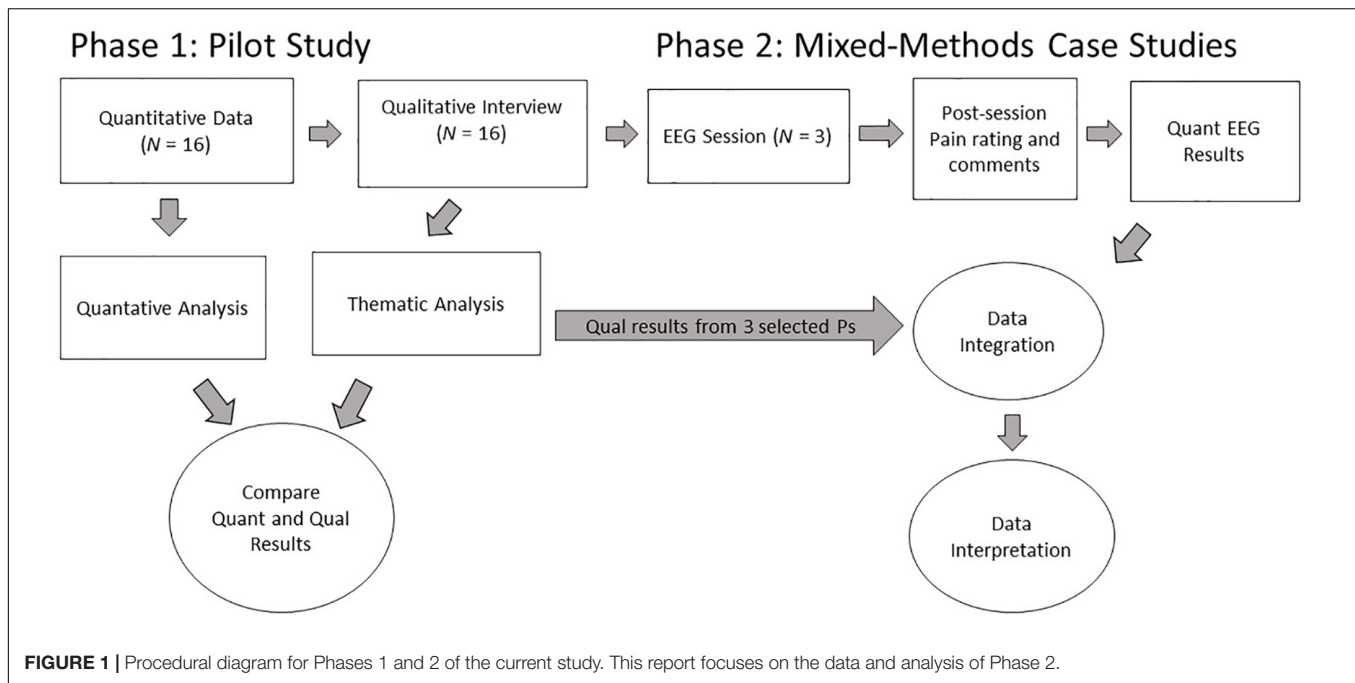 Phase 1: Pilot Study
Phase 2: Mixed-Methods Case Studies
Quantitative Data
(N = 16)
Qualitative Interview
(N = 16)
EEG Session (N = 3)
Post-session
Pain rating and
comments
Quant EEG
Results
Quantative Analysis
Thematic Analysis
Qual results from 3 selected Ps
Data
Integration
Compare
Quant and Qual
Results
Data
Interpretation
FIGURE 1 | Procedural diagram for Phases 1 and 2 of the current study. This report focuses on the data and analysis of Phase 2.